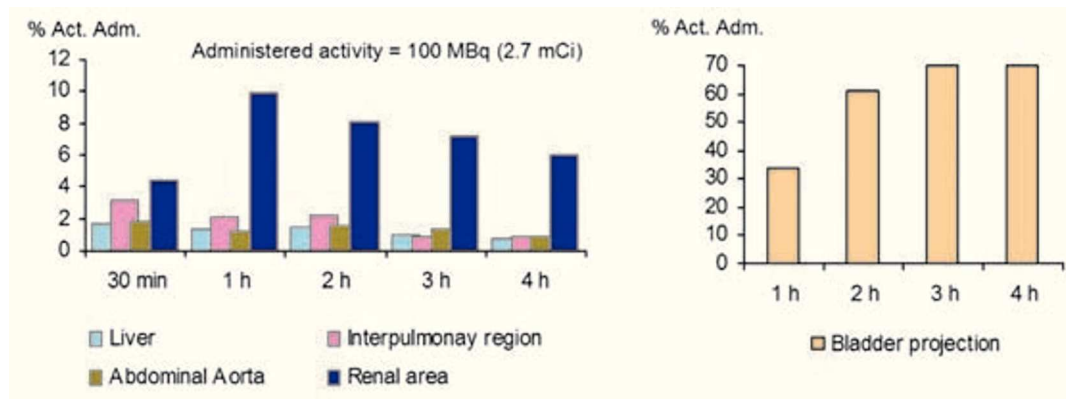 % Act. Adm.
Administered activity = 100 MBq (2.7 mCi)
12
10
8
6
4
2
0
30 min 1 h 2 h 3 h 4 h
Liver Interpulmonay region
Abdominal Aorta Renal area
% Act. Adm.
70
60
50
40
30
20
10
0
1 h 2 h 3 h 4 h
Bladder projection